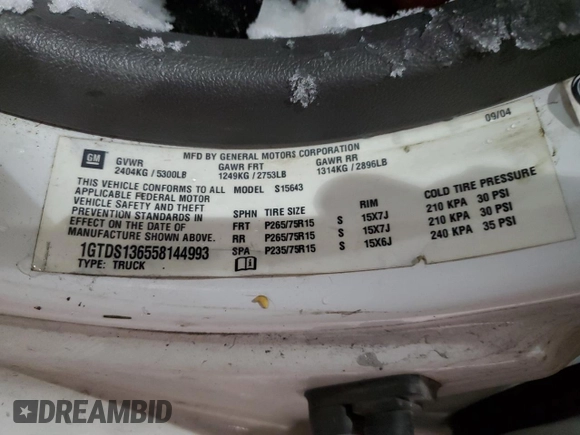 09/04
GM
MFD BY GENERAL MOTORS CORPORATION
GVWR GAWR FRT GAWR RR
2404KG / 5300LB 1249KG / 2753LB 1314KG / 2896LB
THIS VEHICLE CONFORMS TO ALL
APPLICABLE FEDERAL MOTOR
VEHICLE SAFETY AND THEFT
PREVENTION STANDARDS IN
EFFECT ON THE DATE OF
MANUFACTURE SHOWN ABOVE.
1GTDS136558144993
TYPE: TRUCK
MODEL S15643
SPHN TIRE SIZE RIM COLD TIRE PRESSURE
FRT P265/75R15 S 15X7J 210 KPA 30 PSI
RR P265/75R15 S 15X7J 210 KPA 30 PSI
SPA P235/75R15 S 15X6J 240 KPA 35 PSI
DREAMBID